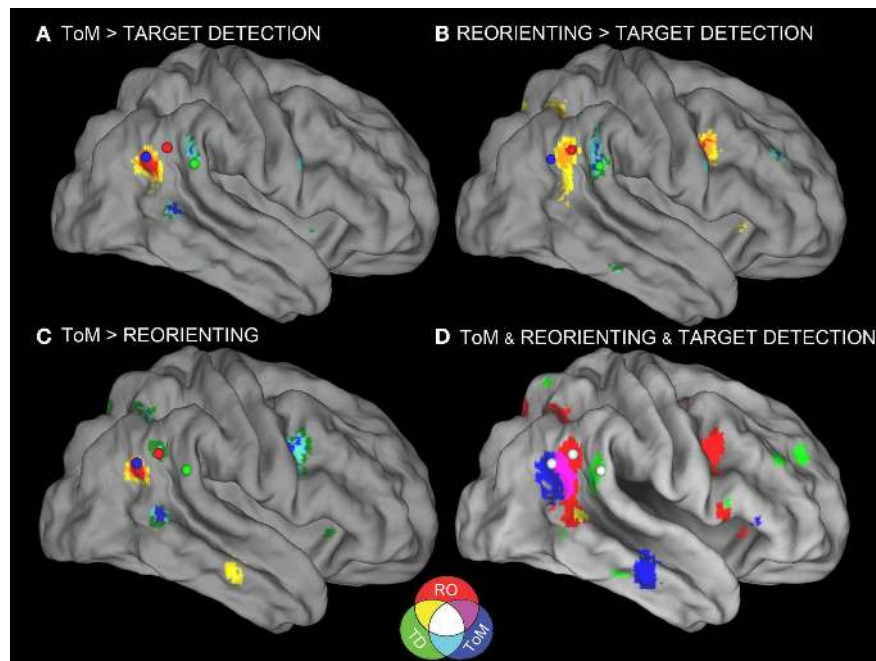 A ToM > TARGET DETECTION
B REORIENTING > TARGET DETECTION
C ToM > REORIENTING
D ToM & REORIENTING & TARGET DETECTION
RO
TD
ToM